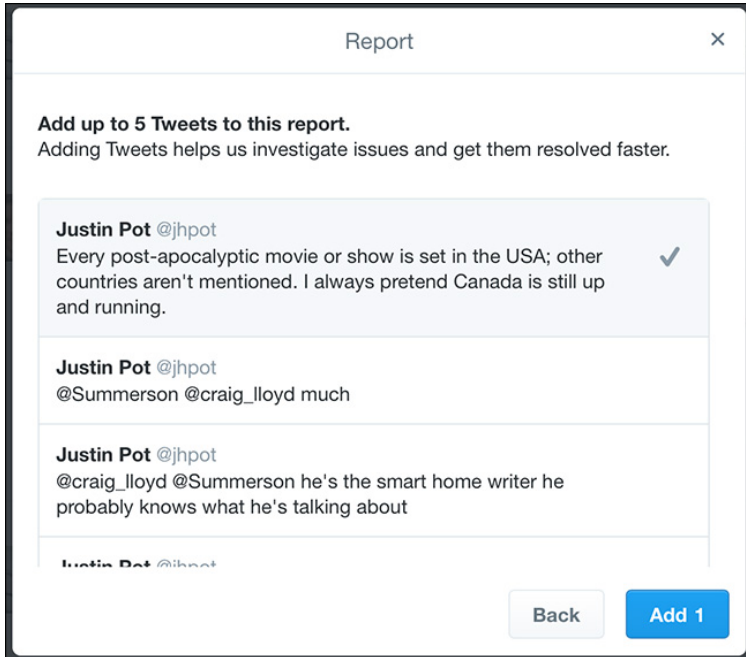 Report
Add up to 5 Tweets to this report.
Adding Tweets helps us investigate issues and get them resolved faster.
Justin Pot @jhpot
Every post-apocalyptic movie or show is set in the USA; other
countries aren't mentioned. I always pretend Canada is still up
and running.
Justin Pot @jhpot
@Summerson @craig_lloyd much
Justin Pot @jhpot
@craig_lloyd @Summerson he's the smart home writer he
probably knows what he's talking about
Justin Pot @jhpot
Back
Add 1